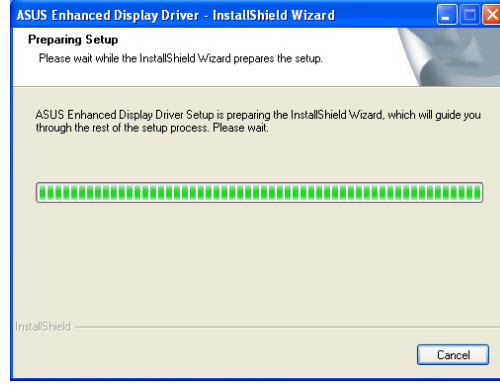 ASUS Enhanced Display Driver - InstallShield Wizard
Preparing Setup
Please wait while the InstallShield Wizard prepares the setup.
ASUS Enhanced Display Driver Setup is preparing the InstallShield Wizard, which will guide you
through the rest of the setup process. Please wait.
InstallShield
Cancel